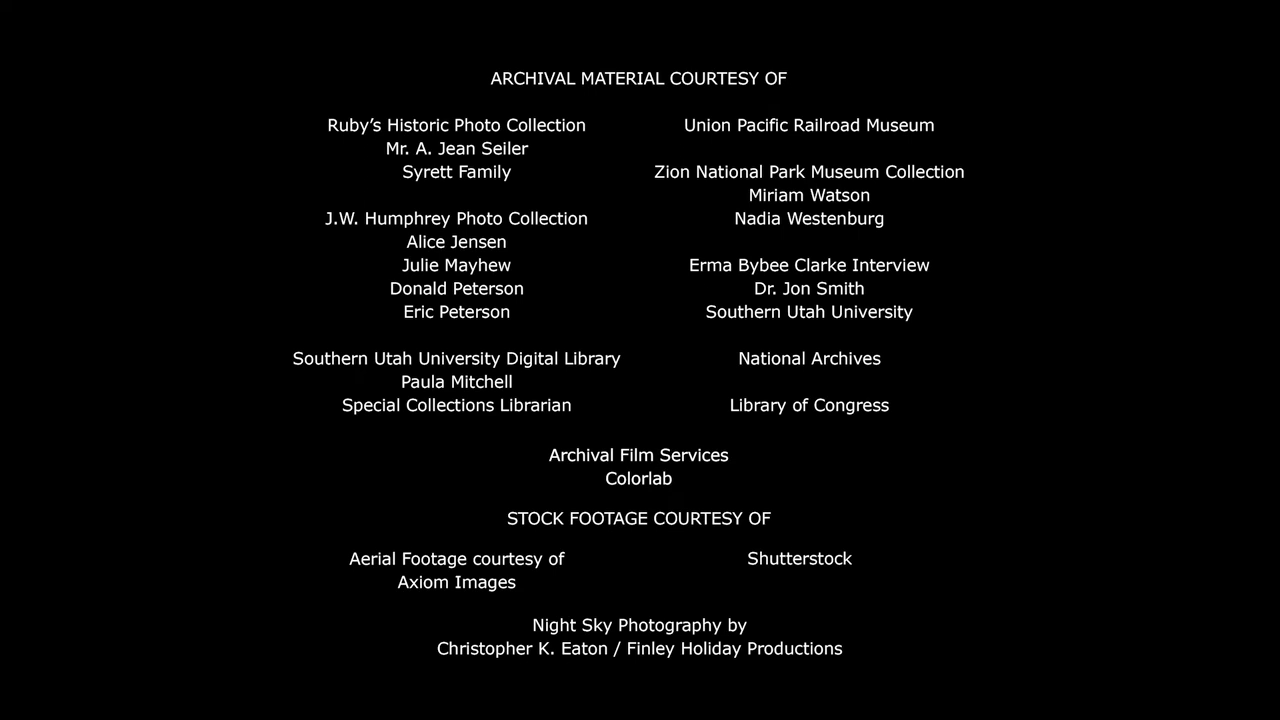 ARCHIVAL MATERIAL COURTESY OF
Ruby’s Historic Photo Collection
Mr. A. Jean Seiler
Syrett Family
J.W. Humphrey Photo Collection
Alice Jensen
Julie Mayhew
Donald Peterson
Eric Peterson
Southern Utah University Digital Library
Paula Mitchell
Special Collections Librarian
Union Pacific Railroad Museum
Zion National Park Museum Collection
Miriam Watson
Nadia Westenburg
Erma Bybee Clarke Interview
Dr. Jon Smith
Southern Utah University
National Archives
Library of Congress
Archival Film Services
Colorlab
STOCK FOOTAGE COURTESY OF
Aerial Footage courtesy of
Axiom Images
Shutterstock
Night Sky Photography by
Christopher K. Eaton / Finley Holiday Productions